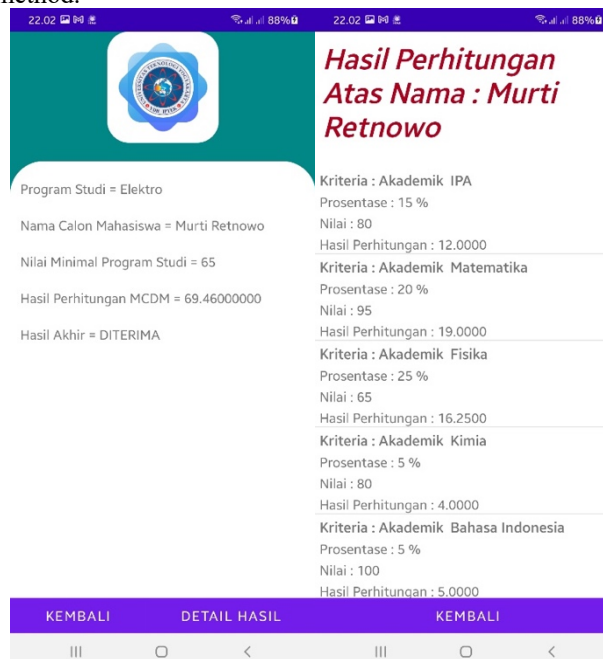 method.
22.02
88%
Program Studi = Elektro
Nama Calon Mahasiswa = Murti Retnowo
Nilai Minimal Program Studi = 65
Hasil Perhitungan MCDM = 69.46000000
Hasil Akhir = DITERIMA
KEMBALI DETAIL HASIL
22.02
88%
Hasil Perhitungan
Atas Nama : Murti
Retnowo
Kriteria : Akademik IPA
Prosentase : 15 %
Nilai : 80
Hasil Perhitungan : 12.0000
Kriteria : Akademik Matematika
Prosentase : 20 %
Nilai : 95
Hasil Perhitungan : 19.0000
Kriteria : Akademik Fisika
Prosentase : 25 %
Nilai : 65
Hasil Perhitungan : 16.2500
Kriteria : Akademik Kimia
Prosentase : 5 %
Nilai : 80
Hasil Perhitungan : 4.0000
Kriteria : Akademik Bahasa Indonesia
Prosentase : 5 %
Nilai : 100
Hasil Perhitungan : 5.0000
KEMBALI